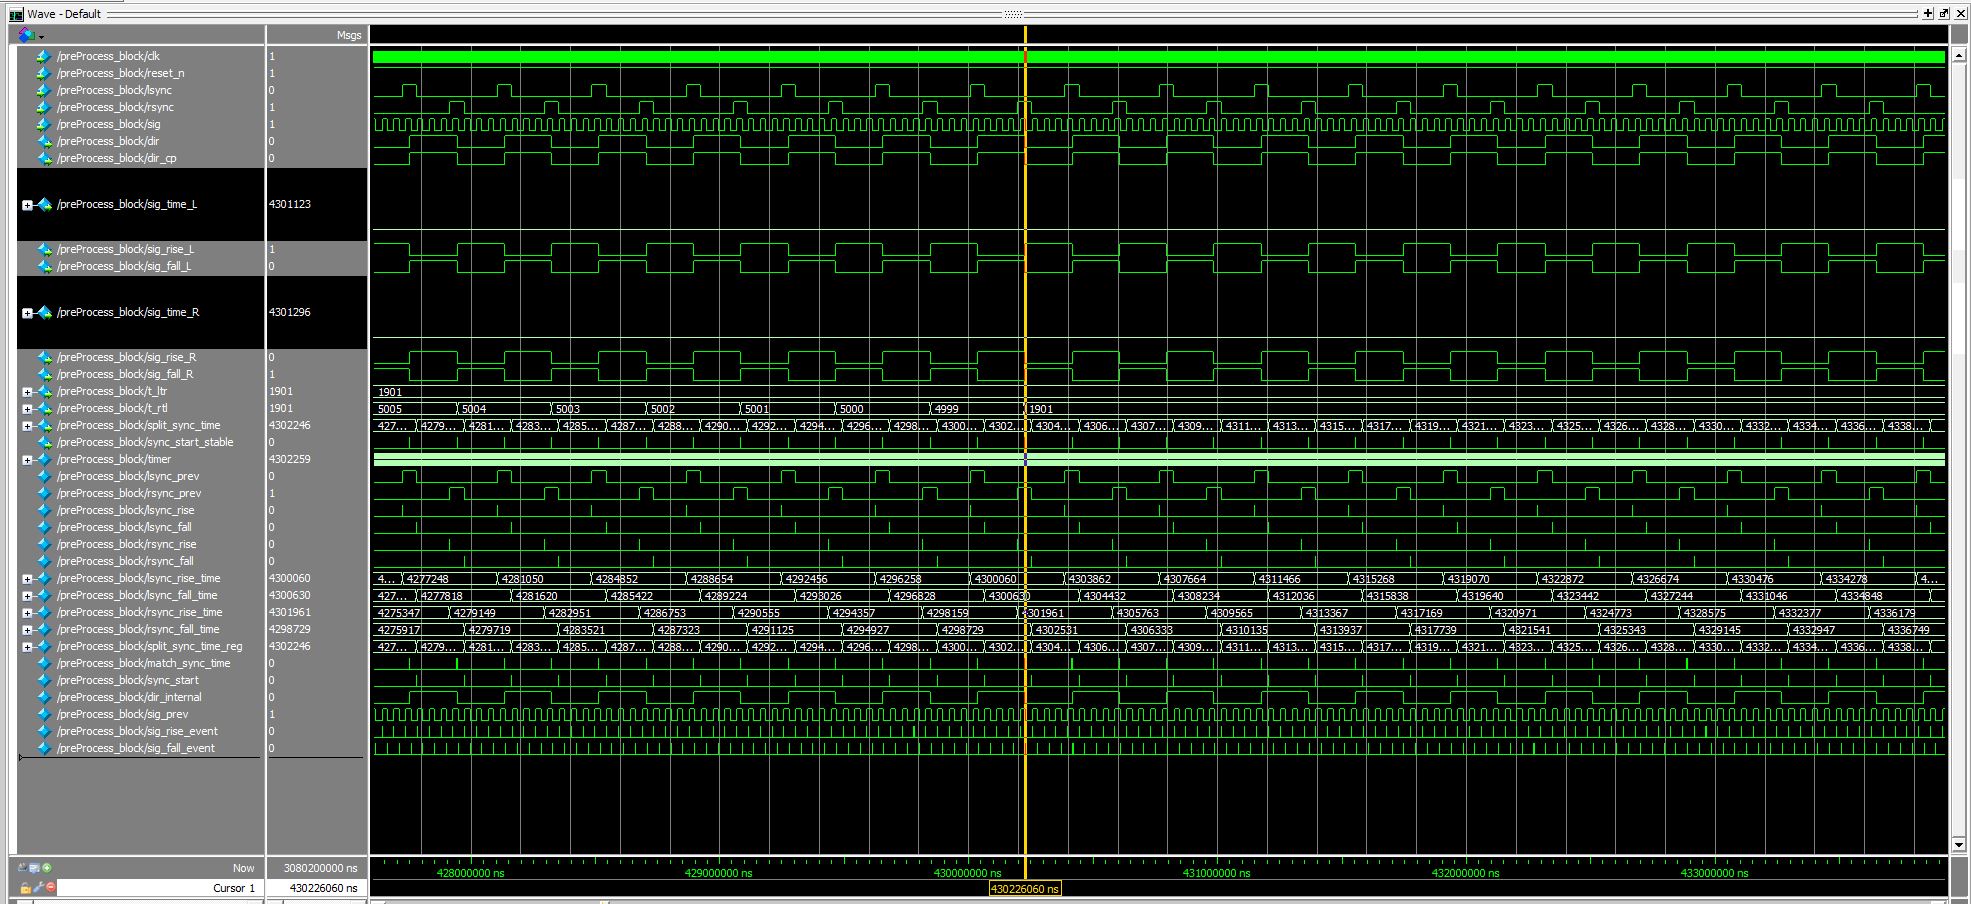 Wave - Default
Msgs
/preProcess_block/clk 1
/preProcess_block/reset_n 1
/preProcess_block/lsync 0
/preProcess_block/rsync 1
/preProcess_block/sig 1
/preProcess_block/dir 0
/preProcess_block/dir_cp 0
/preProcess_block/sig_time_L 4301123
/preProcess_block/sig_rise_L 1
/preProcess_block/sig_fall_L 0
/preProcess_block/sig_time_R 4301296
/preProcess_block/sig_rise_R 0
/preProcess_block/sig_fall_R 1
/preProcess_block/t_ltr 1901 1901
/preProcess_block/t_rtl 1901 5005 5004 5003 5002 5001 5000 4999 1901
/preProcess_block/split_sync_time 4302246 427... 4279... 4281... 4283... 4285... 4287... 4288... 4290... 4292... 4294... 4296... 4298... 4300... 4302... 4304... 4306... 4307... 4309... 4311... 4313... 4315... 4317... 4319... 4321... 4323... 4325... 4326... 4328... 4330... 4332... 4334... 4336... 4338...
/preProcess_block/sync_start_stable 0
/preProcess_block/timer 4302259
/preProcess_block/lsync_prev 0
/preProcess_block/rsync_prev 1
/preProcess_block/lsync_rise 0
/preProcess_block/lsync_fall 0
/preProcess_block/rsync_rise 0
/preProcess_block/rsync_fall 0
/preProcess_block/lsync_rise_time 4300060 4... 4277248 4281050 4284852 4288654 4292456 4296258 4300060 4303862 4307664 4311466 4315268 4319070 4322872 4326674 4330476 4334278 4...
/preProcess_block/lsync_fall_time 4300630 427... 4277818 4281620 4285422 4289224 4293026 4296828 4300630 4304432 4308234 4312036 4315838 4319640 4323442 4327244 4331046 4334848
/preProcess_block/rsync_rise_time 4301961 4275347 4279149 4282951 4286753 4290555 4294357 4298159 4301961 4305763 4309565 4313367 4317169 4320971 4324773 4328575 4332377 4336179
/preProcess_block/rsync_fall_time 4298729 4275917 4279719 4283521 4287323 4291125 4294927 4298729 4302531 4306333 4310135 4313937 4317739 4321541 4325343 4329145 4332947 4336749
/preProcess_block/split_sync_time_reg 4302246 427... 4279... 4281... 4283... 4285... 4287... 4288... 4290... 4292... 4294... 4296... 4298... 4300... 4302... 4304... 4306... 4307... 4309... 4311... 4313... 4315... 4317... 4319... 4321... 4323... 4325... 4326... 4328... 4330... 4332... 4334... 4336... 4338...
/preProcess_block/match_sync_time 0
/preProcess_block/sync_start 0
/preProcess_block/dir_internal 0
/preProcess_block/sig_prev 1
/preProcess_block/sig_rise_event 0
/preProcess_block/sig_fall_event 0
Now 3080200000 ns 428000000 ns 429000000 ns 430000000 ns 431000000 ns 432000000 ns 433000000 ns
Cursor 1 430226060 ns 430226060 ns